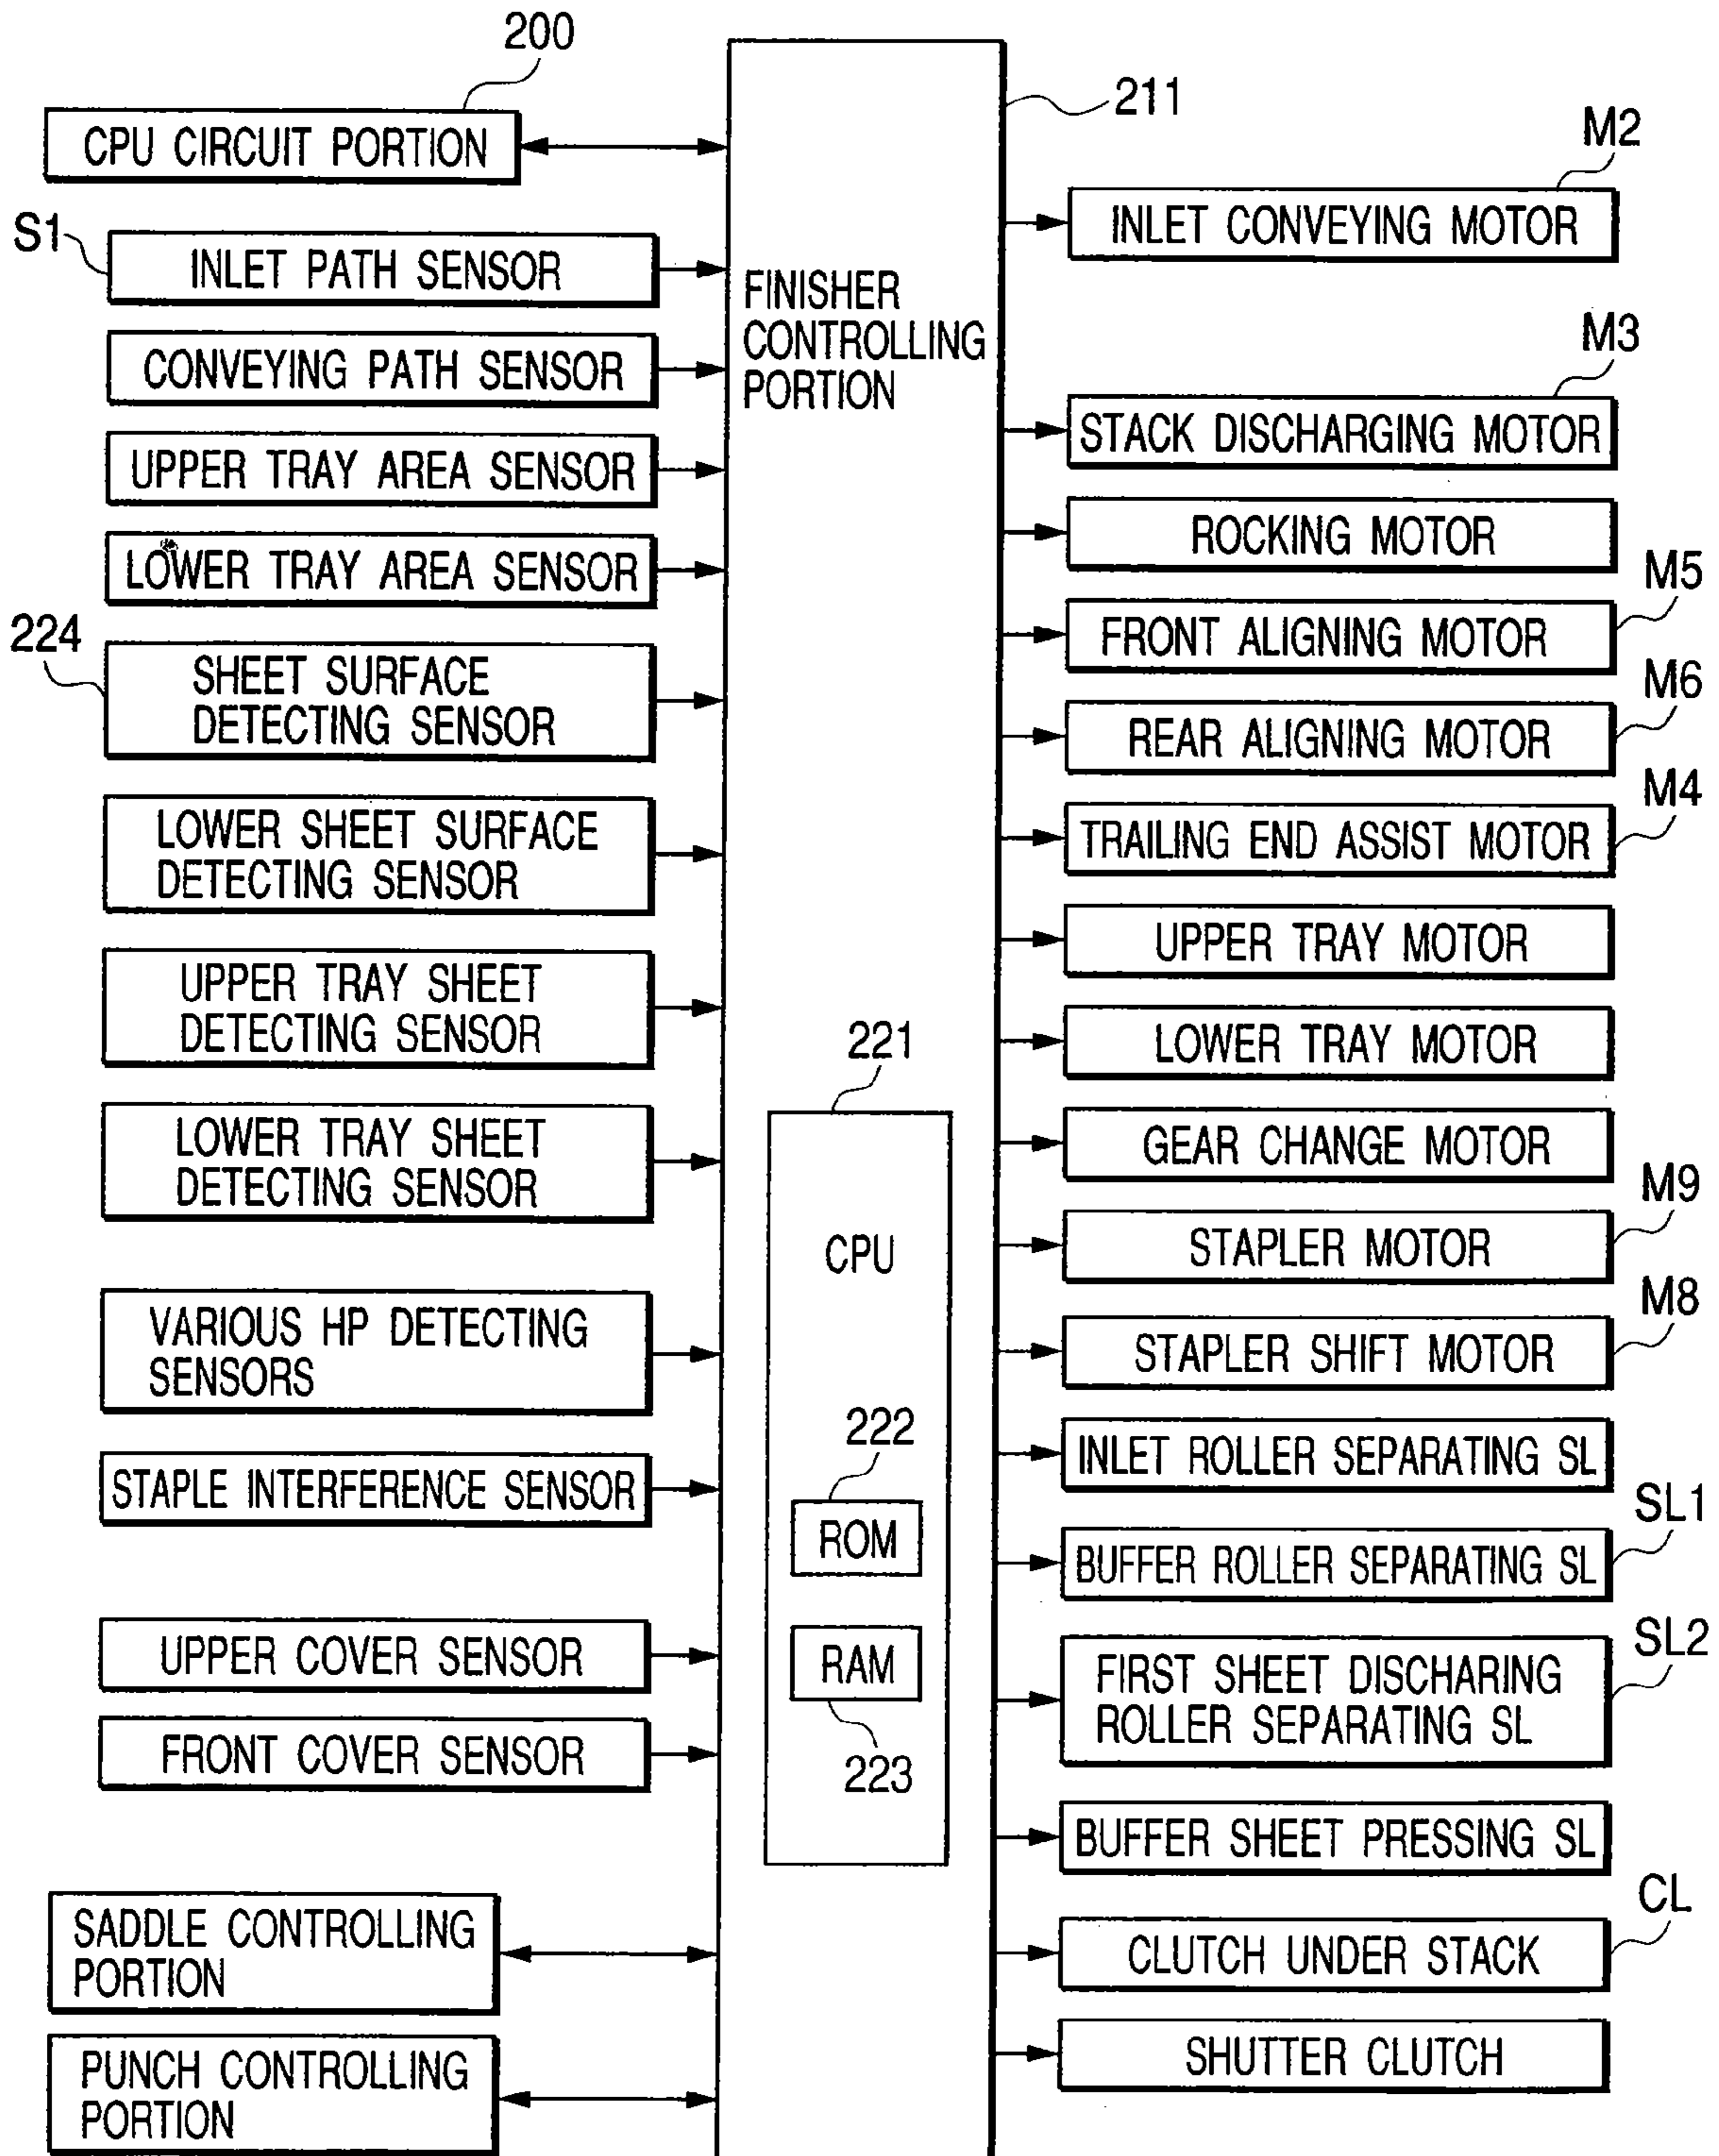 200
CPU CIRCUIT PORTION
S1
INLET PATH SENSOR
CONVEYING PATH SENSOR
UPPER TRAY AREA SENSOR
LOWER TRAY AREA SENSOR
224
SHEET SURFACE
DETECTING SENSOR
LOWER SHEET SURFACE
DETECTING SENSOR
UPPER TRAY SHEET
DETECTING SENSOR
LOWER TRAY SHEET
DETECTING SENSOR
VARIOUS HP DETECTING
SENSORS
STAPLE INTERFERENCE SENSOR
UPPER COVER SENSOR
FRONT COVER SENSOR
SADDLE CONTROLLING
PORTION
PUNCH CONTROLLING
PORTION
211
FINISHER
CONTROLLING
PORTION
221
CPU
222
ROM
RAM
223
M2
INLET CONVEYING MOTOR
M3
STACK DISCHARGING MOTOR
ROCKING MOTOR
M5
FRONT ALIGNING MOTOR
M6
REAR ALIGNING MOTOR
M4
TRAILING END ASSIST MOTOR
UPPER TRAY MOTOR
LOWER TRAY MOTOR
GEAR CHANGE MOTOR
M9
STAPLER MOTOR
M8
STAPLER SHIFT MOTOR
INLET ROLLER SEPARATING SL
SL1
BUFFER ROLLER SEPARATING SL
SL2
FIRST SHEET DISCHARING
ROLLER SEPARATING SL
BUFFER SHEET PRESSING SL
CL
CLUTCH UNDER STACK
SHUTTER CLUTCH